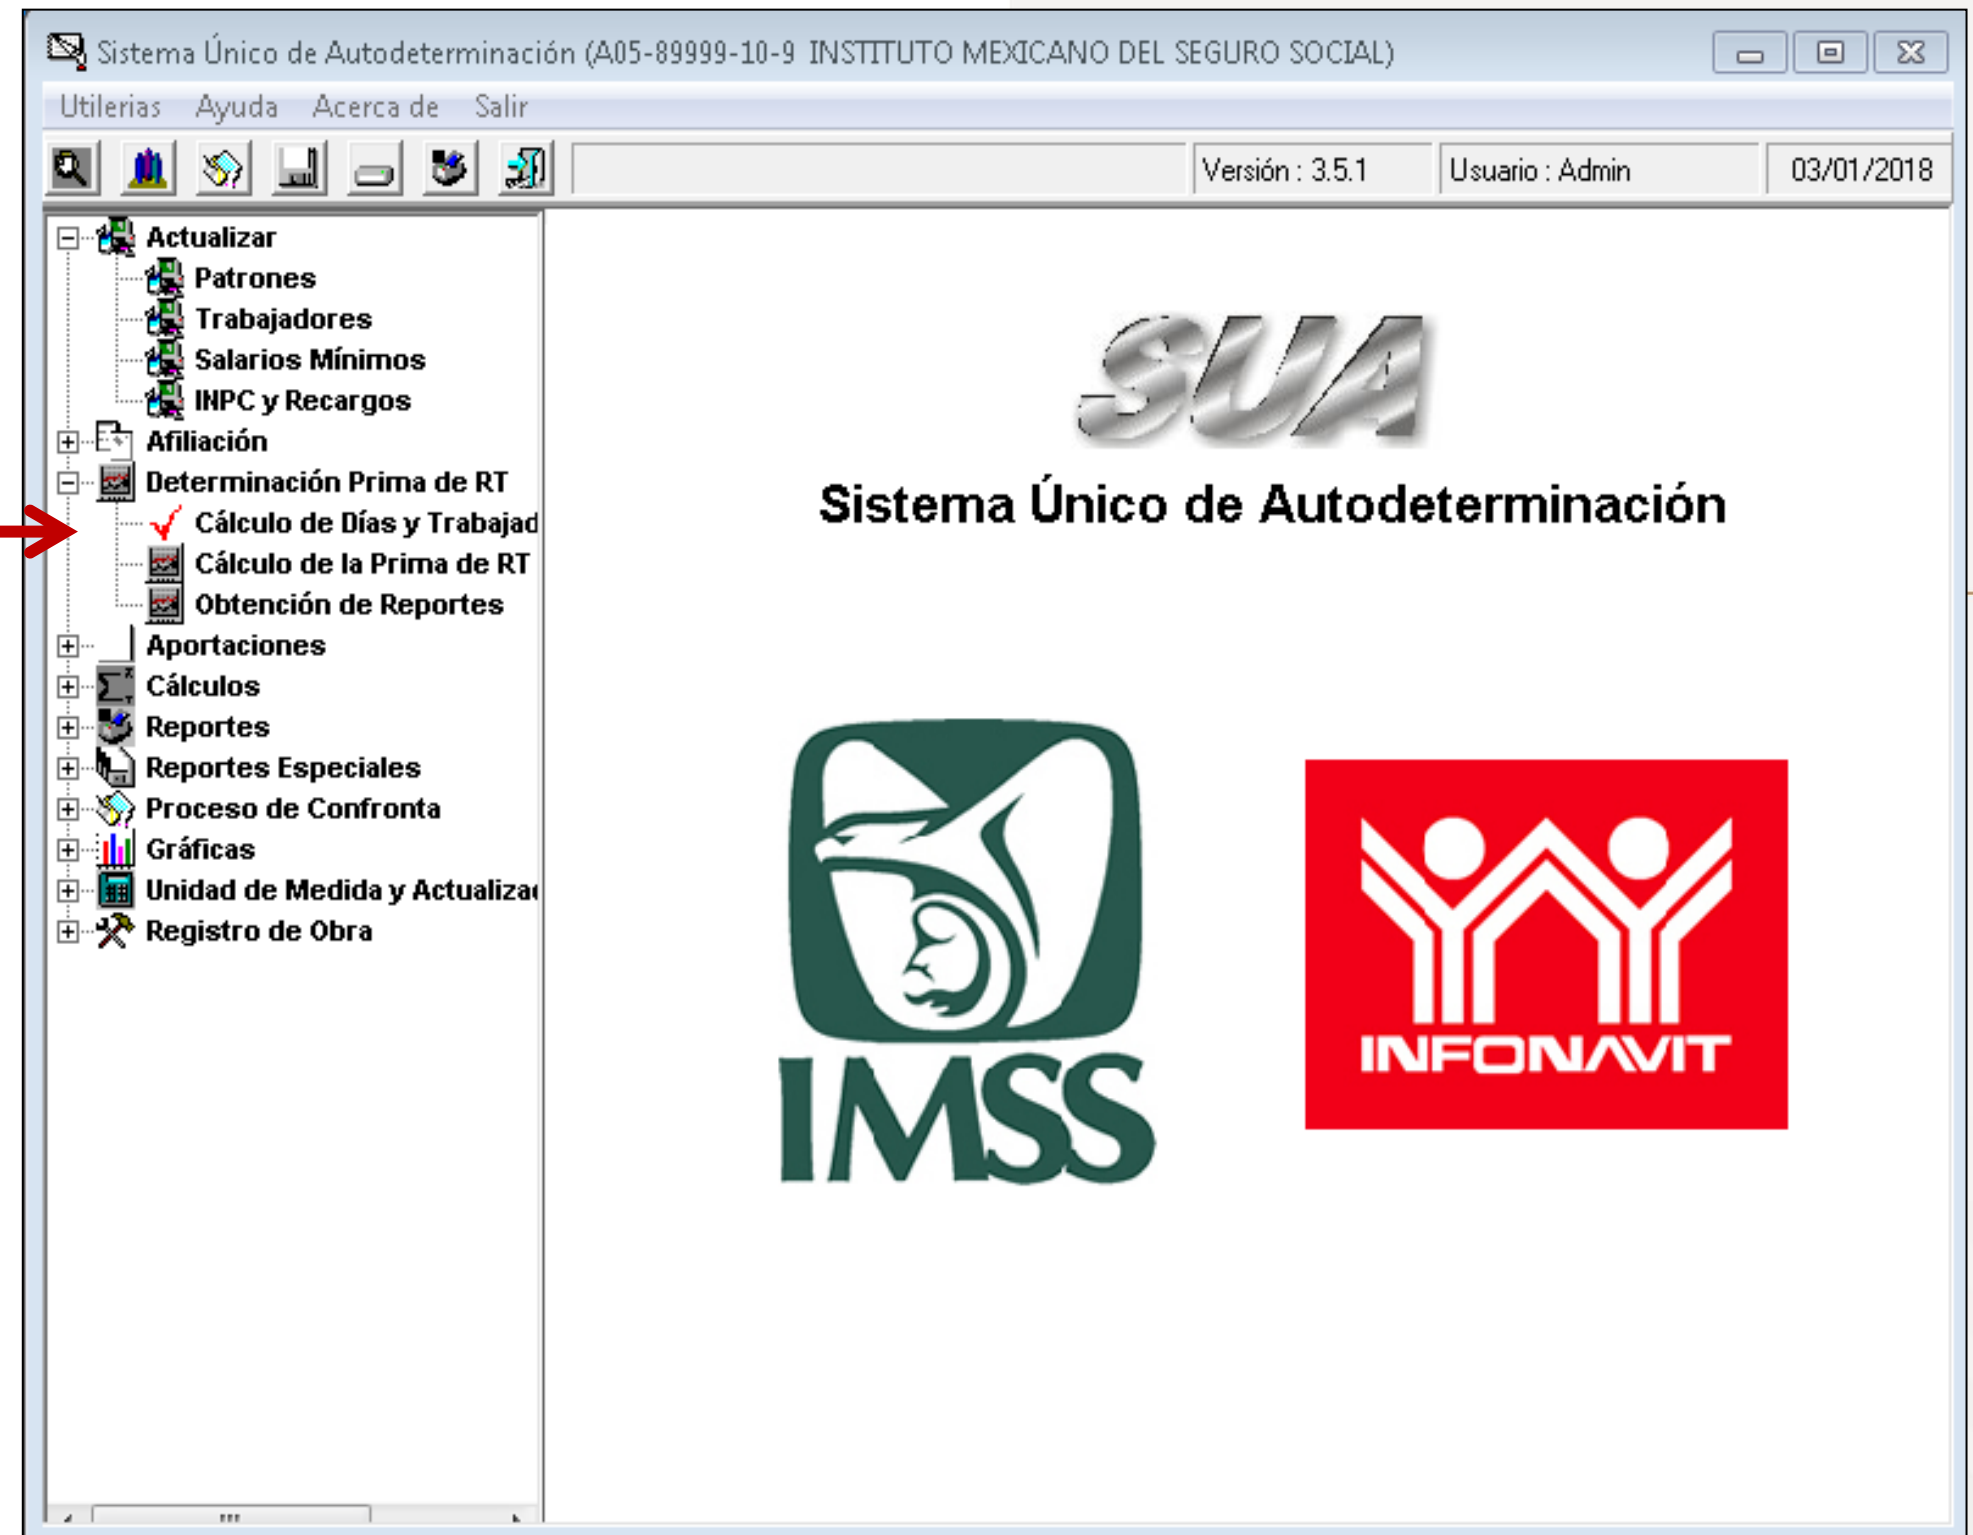 Sistema Único de Autodeterminación (A05-89999-10-9 INSTITUTO MEXICANO DEL SEGURO SOCIAL)
Utilerias Ayuda Acerca de Salir
Versión : 3.5.1 Usuario : Admin 03/01/2018
Actualizar
Patrones
Trabajadores
Salarios Mínimos
INPC y Recargos
Afiliación
Determinación Prima de RT
Cálculo de Días y Trabajad
Cálculo de la Prima de RT
Obtención de Reportes
Aportaciones
Cálculos
Reportes
Reportes Especiales
Proceso de Confronta
Gráficas
Unidad de Medida y Actualiza
Registro de Obra
SUA
Sistema Único de Autodeterminación
IMSS
INFONAVIT